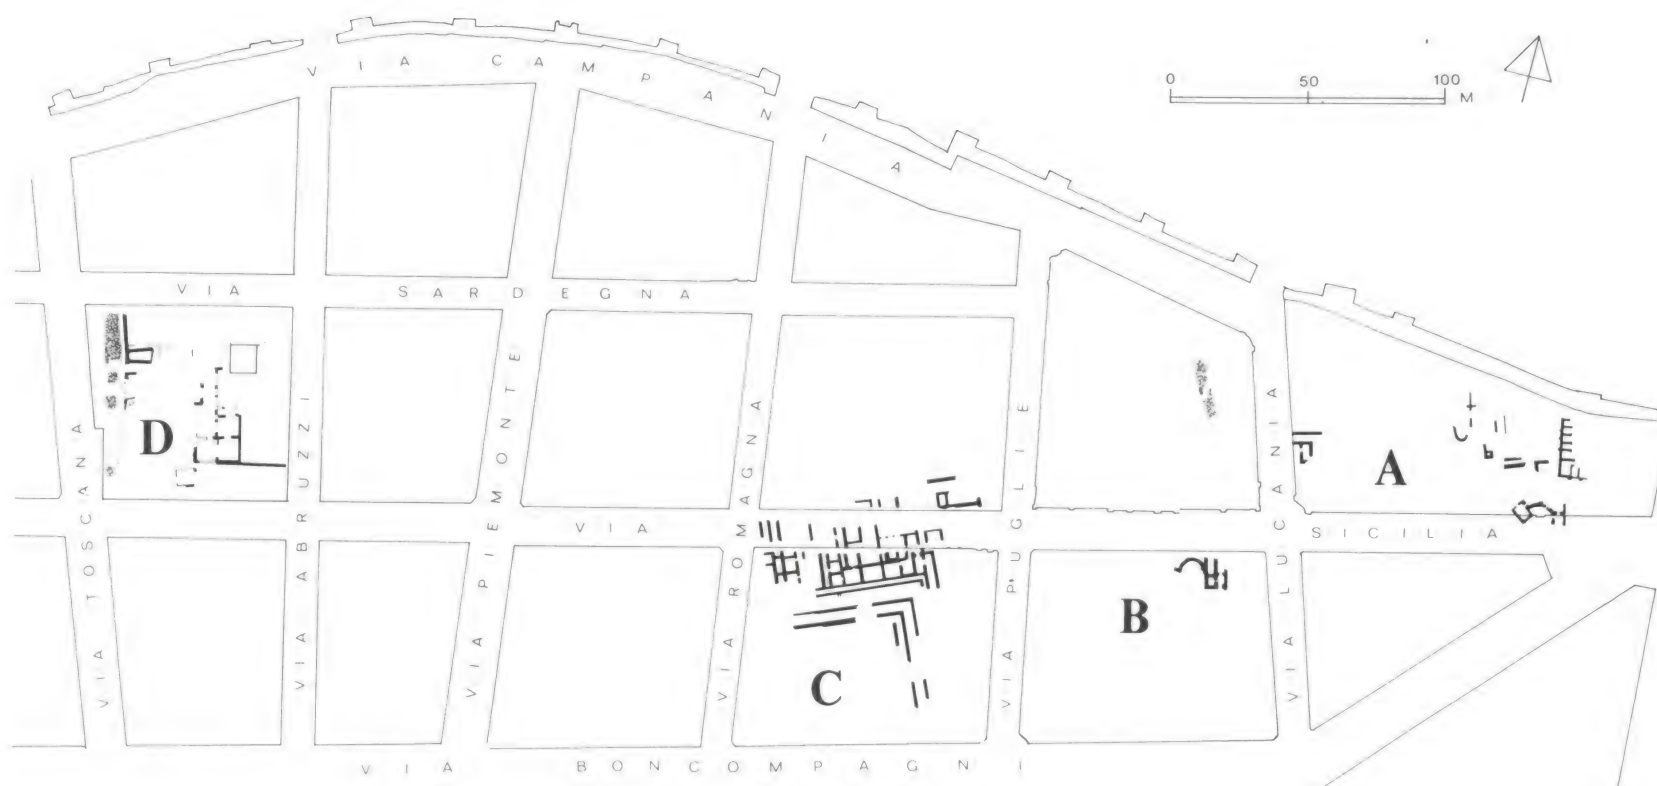 VIA CAMPANIA
0 50 100 M
VIA SARDEGNA
D
VIA TOSCANA
VIA ABRUZZI
VIA PIEMONTE
VIA ROMAGNA
VIA PUGLIE
VIA LUCANIA
A
VIA SICILIA
B
C
VIA BONCOMPAGNI